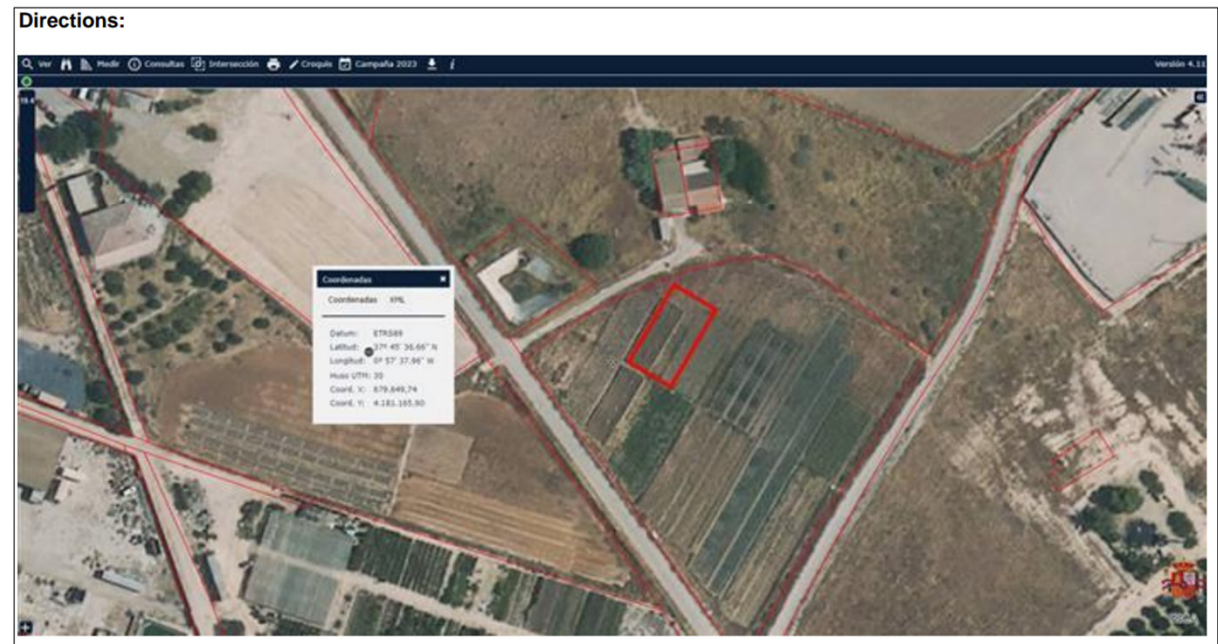 Directions:
Ver Medir Consultas Intersección Croquis Campaña 2023 i Versión 4.11
Coordenadas
Coordenadas XML
Datum: ETRS89
Latitud: 37º 45' 36.66" N
Longitud: 0º 57' 37.96" W
Huso UTM: 30
Coord. X: 679.649,74
Coord. Y: 4.181.165,90